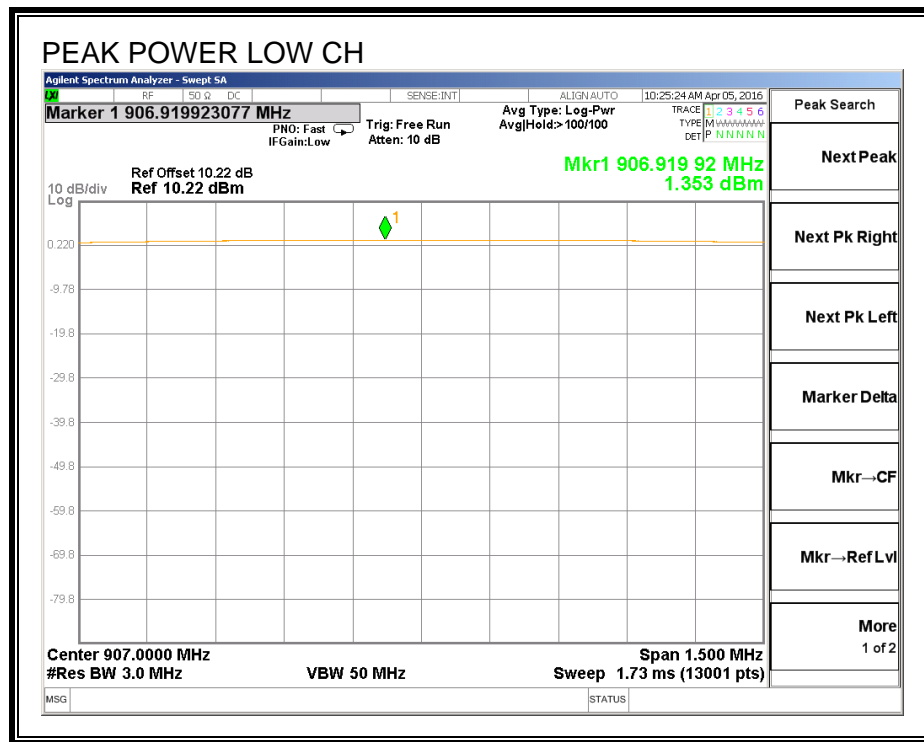 PEAK POWER LOW CH
Agilent Spectrum Analyzer - Swept SA
LXI RF 50 Ω DC SENSE:INT ALIGN AUTO 10:25:24 AM Apr 05, 2016
Marker 1 906.919923077 MHz
PNO: Fast
IFGain:Low
Trig: Free Run
Atten: 10 dB
Avg Type: Log-Pwr
Avg|Hold:>100/100
TRACE 1 2 3 4 5 6
TYPE M
DET P N N N N N
Ref Offset 10.22 dB
Ref 10.22 dBm
10 dB/div
Log
Mkr1 906.919 92 MHz
1.353 dBm
1
0.220
-9.78
-19.8
-29.8
-39.8
-49.8
-59.8
-69.8
-79.8
Center 907.0000 MHz
Span 1.500 MHz
#Res BW 3.0 MHz
VBW 50 MHz
Sweep 1.73 ms (13001 pts)
MSG
STATUS
Peak Search
Next Peak
Next Pk Right
Next Pk Left
Marker Delta
Mkr→CF
Mkr→Ref Lvl
More
1 of 2